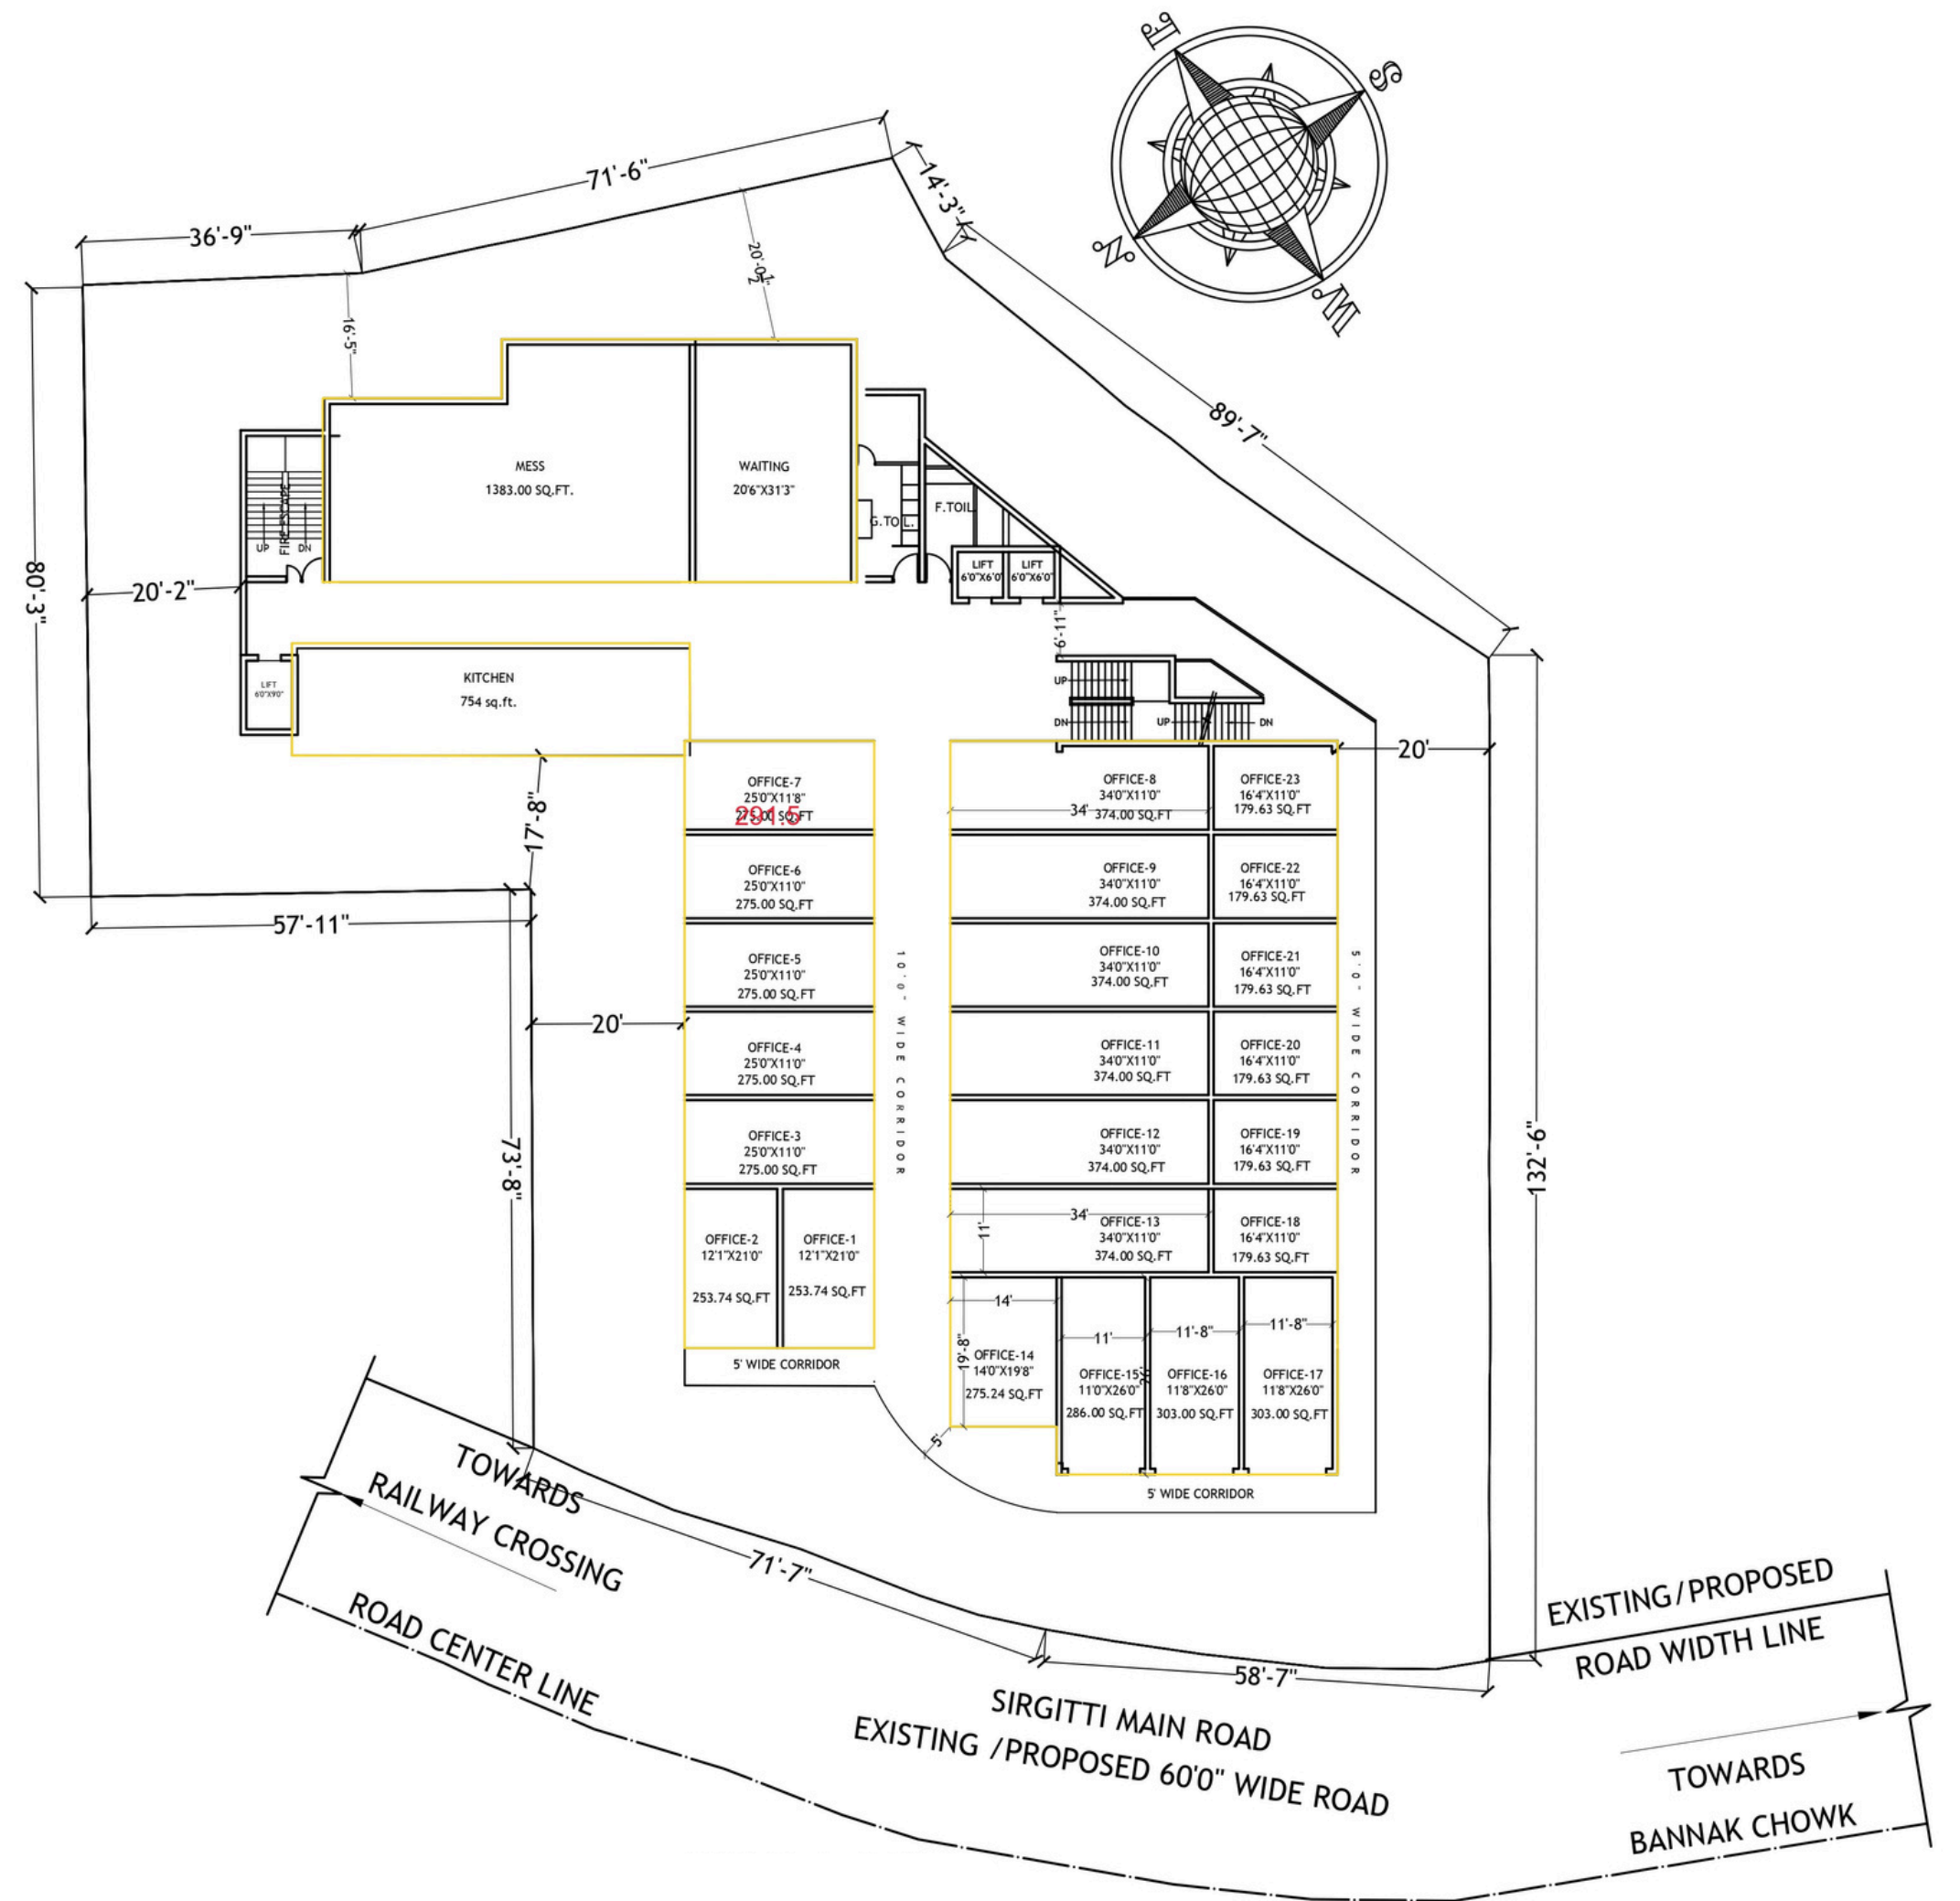 E
S
N
W
71'-6"
14'-3"
36'-9"
20'-0½"
16'-5"
89'-7"
80'-3"
20'-2"
MESS
1383.00 SQ.FT.
WAITING
20'6"X31'3"
FIRE ESCAPE
UP
DN
G.TOIL.
F.TOIL
LIFT
6'0"X6'0"
LIFT
6'0"X6'0"
6'-11"
LIFT
6'0"X9'0"
KITCHEN
754 sq.ft.
UP
DN
UP
DN
20'
17'-8"
57'-11"
73'-8"
20'
132'-6"
OFFICE-7
25'0"X11'8"
275.00 SQ.FT
291.5
OFFICE-6
25'0"X11'0"
275.00 SQ.FT
OFFICE-5
25'0"X11'0"
275.00 SQ.FT
OFFICE-4
25'0"X11'0"
275.00 SQ.FT
OFFICE-3
25'0"X11'0"
275.00 SQ.FT
OFFICE-2
12'1"X21'0"
253.74 SQ.FT
OFFICE-1
12'1"X21'0"
253.74 SQ.FT
5' WIDE CORRIDOR
10'0" WIDE CORRIDOR
OFFICE-8
34'0"X11'0"
34'
374.00 SQ.FT
OFFICE-23
16'4"X11'0"
179.63 SQ.FT
OFFICE-9
34'0"X11'0"
374.00 SQ.FT
OFFICE-22
16'4"X11'0"
179.63 SQ.FT
OFFICE-10
34'0"X11'0"
374.00 SQ.FT
OFFICE-21
16'4"X11'0"
179.63 SQ.FT
OFFICE-11
34'0"X11'0"
374.00 SQ.FT
OFFICE-20
16'4"X11'0"
179.63 SQ.FT
OFFICE-12
34'0"X11'0"
374.00 SQ.FT
OFFICE-19
16'4"X11'0"
179.63 SQ.FT
34'
11'
OFFICE-13
34'0"X11'0"
374.00 SQ.FT
OFFICE-18
16'4"X11'0"
179.63 SQ.FT
5'0" WIDE CORRIDOR
14'
19'-8"
OFFICE-14
14'0"X19'8"
275.24 SQ.FT
11'
OFFICE-15
11'0"X26'0"
286.00 SQ.FT
11'-8"
OFFICE-16
11'8"X26'0"
303.00 SQ.FT
11'-8"
OFFICE-17
11'8"X26'0"
303.00 SQ.FT
5'
5' WIDE CORRIDOR
TOWARDS
RAILWAY CROSSING
71'-7"
58'-7"
ROAD CENTER LINE
SIRGITTI MAIN ROAD
EXISTING /PROPOSED 60'0" WIDE ROAD
EXISTING/PROPOSED
ROAD WIDTH LINE
TOWARDS
BANNAK CHOWK